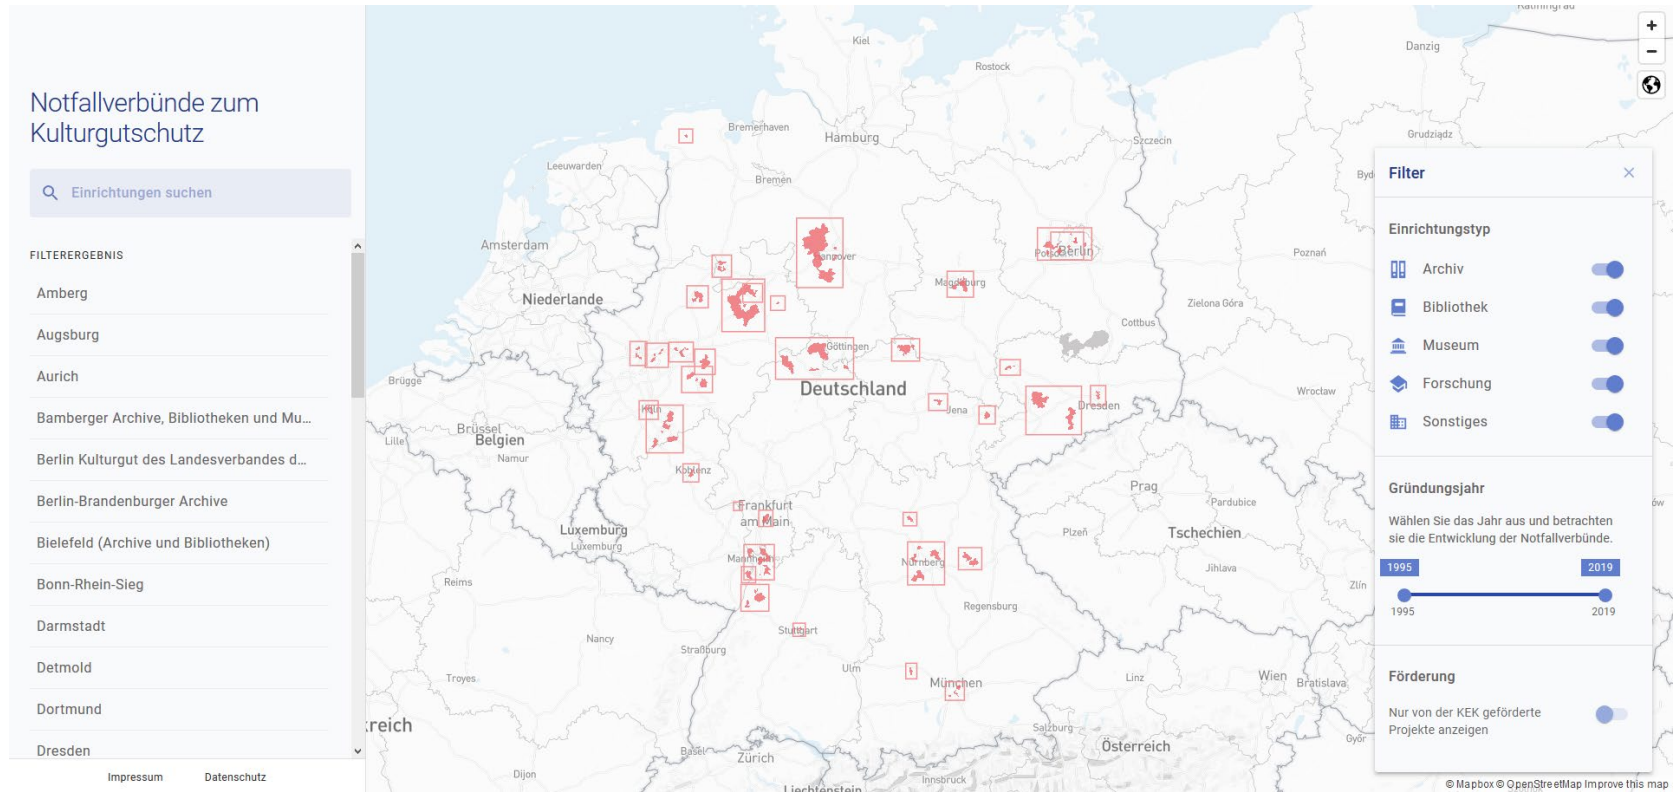 Notfallverbünde zum
Kulturgutschutz
Einrichtungen suchen
FILTERERGEBNIS
Amberg
Augsburg
Aurich
Bamberger Archive, Bibliotheken und Mu...
Berlin Kulturgut des Landesverbandes d...
Berlin-Brandenburger Archive
Bielefeld (Archive und Bibliotheken)
Bonn-Rhein-Sieg
Darmstadt
Detmold
Dortmund
Dresden
Impressum Datenschutz
Kaliningrad
Kiel
Danzig
Rostock
Bremerhaven
Hamburg
Szczecin
Grudziądz
Leeuwarden
Bremen
Amsterdam
Hannover
Potsdam
Berlin
Poznań
Magdeburg
Niederlande
Zielona Góra
Cottbus
Göttingen
Brügge
Deutschland
Wrocław
Köln
Jena
Dresden
Brüssel
Lille
Belgien
Namur
Koblenz
Prag
Pardubice
Frankfurt
am Main
Luxemburg
Luxemburg
Plzeň
Tschechien
Mannheim
Nürnberg
Jihlava
Zlín
Reims
Regensburg
Stuttgart
Nancy
Straßburg
Troyes
Ulm
München
Linz
Wien
Bratislava
kreich
Salzburg
Österreich
Győr
Basel
Zürich
Dijon
Innsbruck
Liechtenstein
Filter
Einrichtungstyp
Archiv
Bibliothek
Museum
Forschung
Sonstiges
Gründungsjahr
Wählen Sie das Jahr aus und betrachten
sie die Entwicklung der Notfallverbünde.
1995 2019
1995 2019
Förderung
Nur von der KEK geförderte
Projekte anzeigen
© Mapbox © OpenStreetMap Improve this map